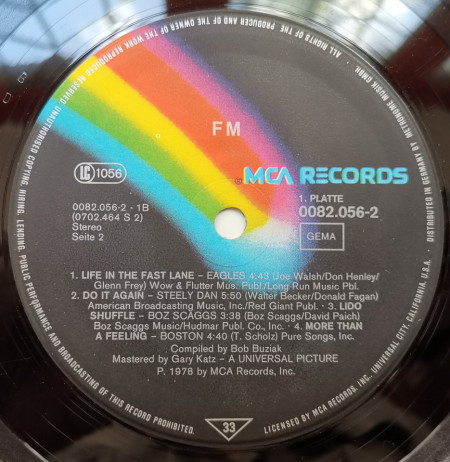 ALL RIGHTS OF THE PRODUCER AND OF THE OWNER OF THE WORK REPRODUCED RESERVED. UNAUTHORISED COPYING, HIRING, LENDING, PUBLIC PERFORMANCE AND BROADCASTING OF THIS RECORD PROHIBITED.
DISTRIBUTED IN GERMANY BY METRONOME MUSIK GMBH.
FM
LC 1056
MCA RECORDS
0082.056-2 - 1B
(0702.464 S 2)
Stereo
Seite 2
1. PLATTE
0082.056-2
GEMA
1. LIFE IN THE FAST LANE – EAGLES 4:43 (Joe Walsh/Don Henley/
Glenn Frey) Wow & Flutter Mus. Publ./Long Run Music Pbl.
2. DO IT AGAIN – STEELY DAN 5:50 (Walter Becker/Donald Fagan)
American Broadcasting Music, Inc/Red Giant Publ. · 3. LIDO
SHUFFLE – BOZ SCAGGS 3:38 (Boz Scaggs/David Paich)
Boz Scaggs Music/Hudmar Publ. Co., Inc. · 4. MORE THAN
A FEELING – BOSTON 4:40 (T. Scholz) Pure Songs, Inc.
Compiled by Bob Buziak
Mastered by Gary Katz – A UNIVERSAL PICTURE
P. 1978 by MCA Records, Inc.
33
LICENSED BY MCA RECORDS, INC., UNIVERSAL CITY, CALIFORNIA, U.S.A.